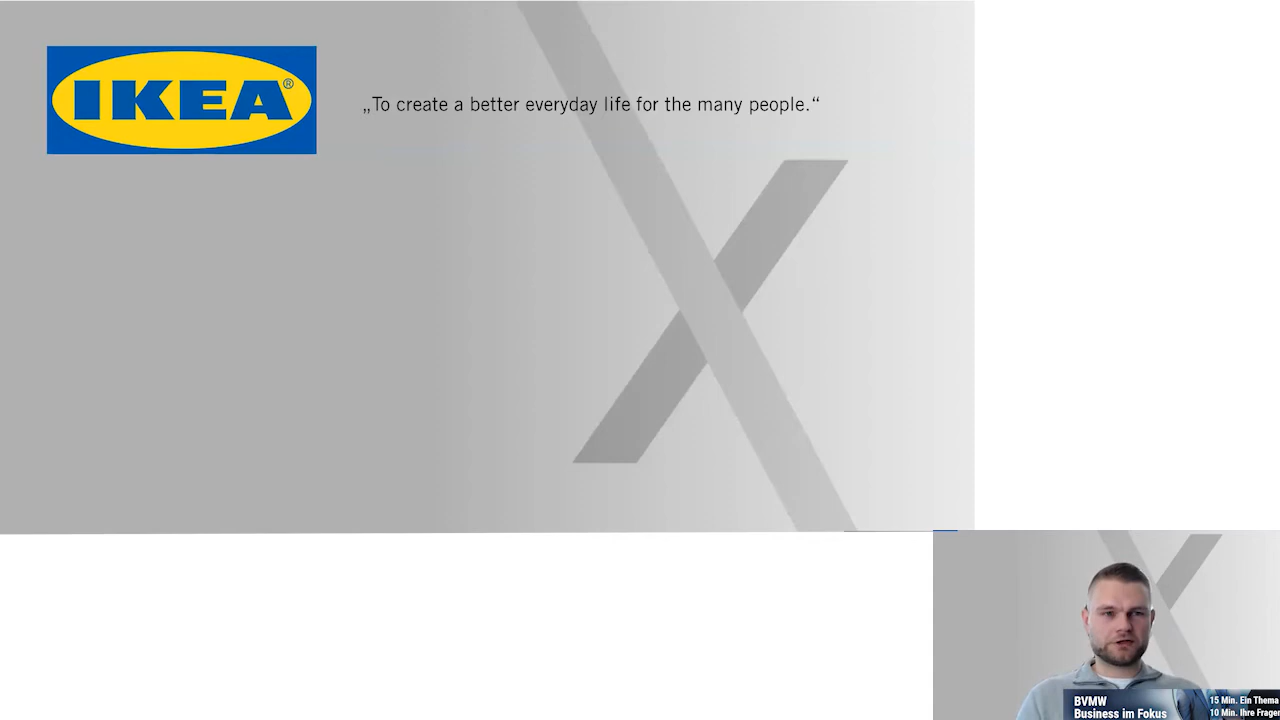 IKEA®
„To create a better everyday life for the many people.“
BVMW
Business im Fokus
15 Min. Ein Thema
10 Min. Ihre Fragen